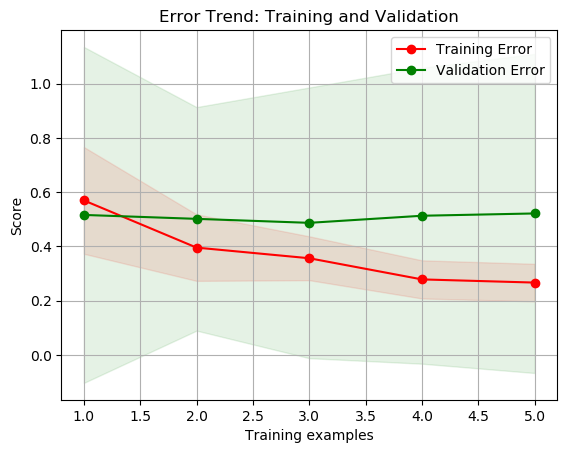 Error Trend: Training and Validation
Training Error
Validation Error
1.0
0.8
0.6
0.4
0.2
0.0
Score
1.0 1.5 2.0 2.5 3.0 3.5 4.0 4.5 5.0
Training examples